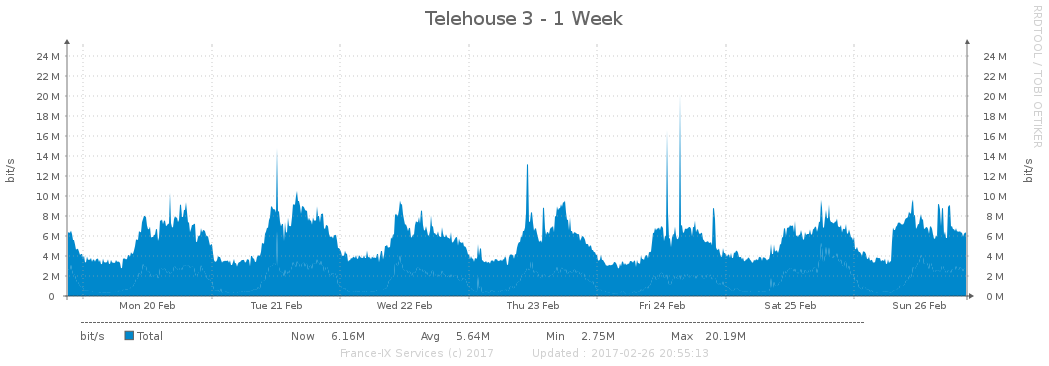 Telehouse 3 - 1 Week
RRDTOOL / TOBI OETIKER
bit/s
24 M 24 M
22 M 22 M
20 M 20 M
18 M 18 M
16 M 16 M
14 M 14 M
12 M 12 M
10 M 10 M
8 M 8 M
6 M 6 M
4 M 4 M
2 M 2 M
0 0 M
bit/s
Mon 20 Feb Tue 21 Feb Wed 22 Feb Thu 23 Feb Fri 24 Feb Sat 25 Feb Sun 26 Feb
bit/s Total Now 6.16M Avg 5.64M Min 2.75M Max 20.19M
France-IX Services (c) 2017 Updated : 2017-02-26 20:55:13